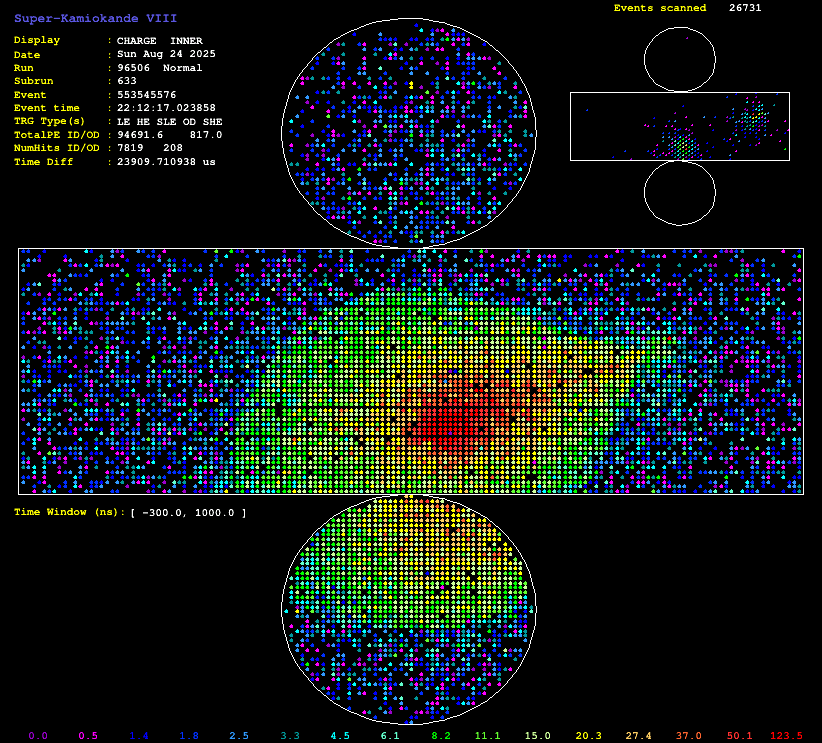 Super-Kamiokande VIII
Events scanned 26731
Display : CHARGE INNER
Date : Sun Aug 24 2025
Run : 96506 Normal
Subrun : 633
Event : 553545576
Event time : 22:12:17.023858
TRG Type(s) : LE HE SLE OD SHE
TotalPE ID/OD : 94691.6 817.0
NumHits ID/OD : 7819 208
Time Diff : 23909.710938 us
Time Window (ns): [ -300.0, 1000.0 ]
0.0 0.5 1.4 1.8 2.5 3.3 4.5 6.1 8.2 11.1 15.0 20.3 27.4 37.0 50.1 123.5